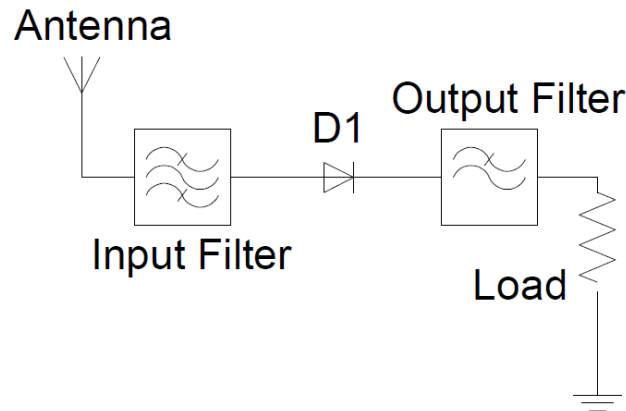 Antenna
Output Filter
D1
Input Filter
Load